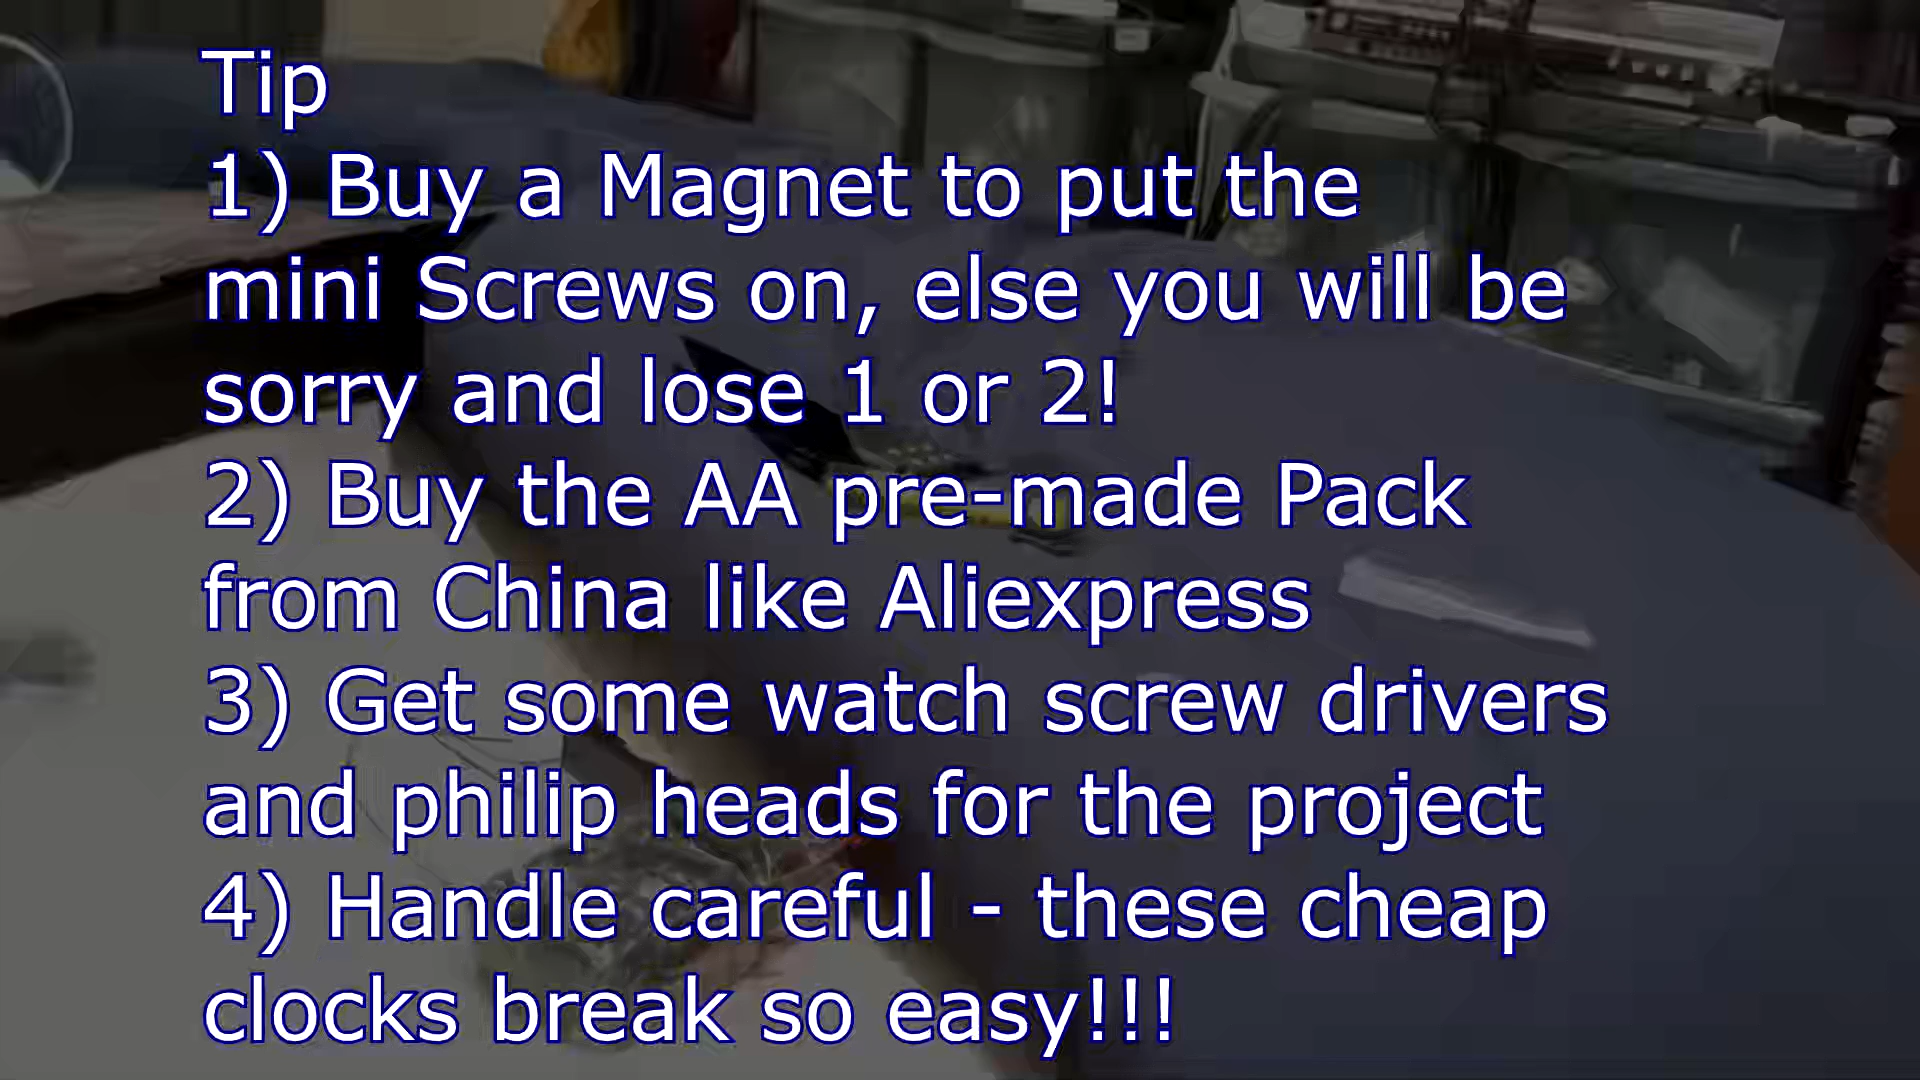 Tip
1) Buy a Magnet to put the
mini Screws on, else you will be
sorry and lose 1 or 2!
2) Buy the AA pre-made Pack
from China like Aliexpress
3) Get some watch screw drivers
and philip heads for the project
4) Handle careful - these cheap
clocks break so easy!!!